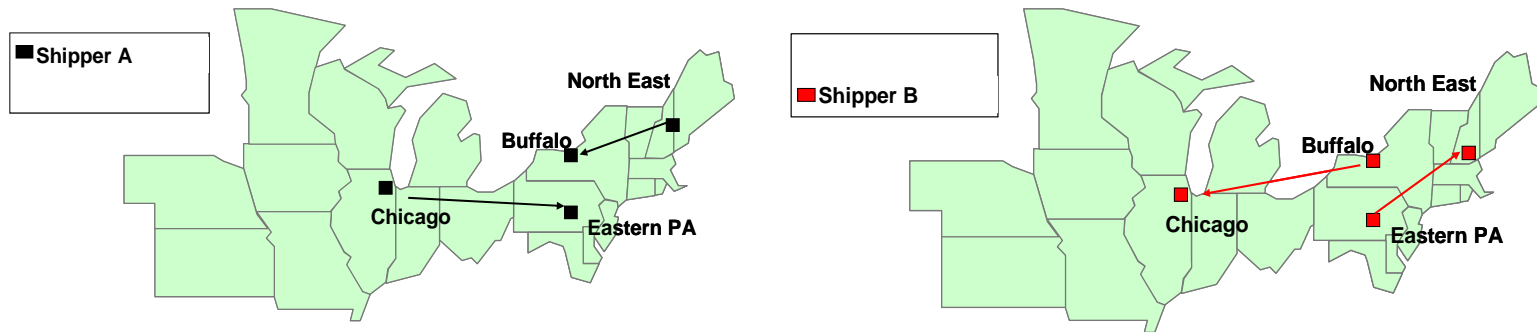 Shipper A
North East
Buffalo
Chicago
Eastern PA
Shipper B
North East
Buffalo
Chicago
Eastern PA